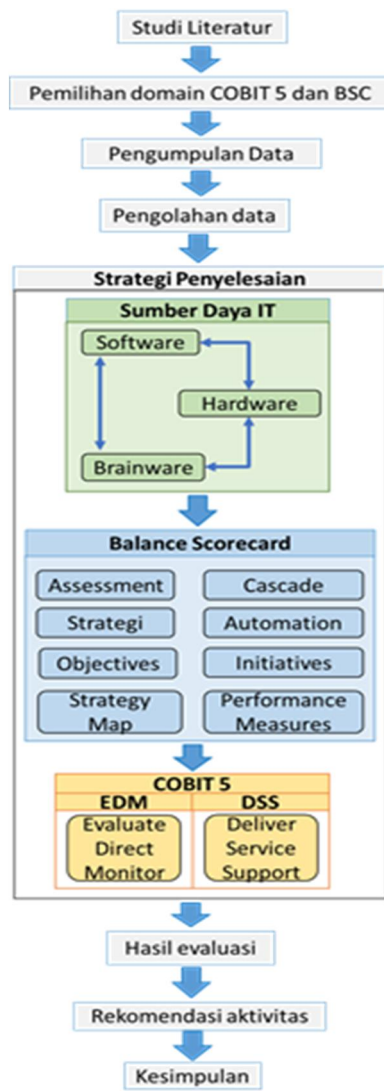 Studi Literatur
Pemilihan domain COBIT 5 dan BSC
Pengumpulan Data
Pengolahan data
Strategi Penyelesaian
Sumber Daya IT
Software
Hardware
Brainware
Balance Scorecard
Assessment
Cascade
Strategi
Automation
Objectives
Initiatives
Strategy
Map
Performance
Measures
COBIT 5
EDM
DSS
Evaluate
Direct
Monitor
Deliver
Service
Support
Hasil evaluasi
Rekomendasi aktivitas
Kesimpulan